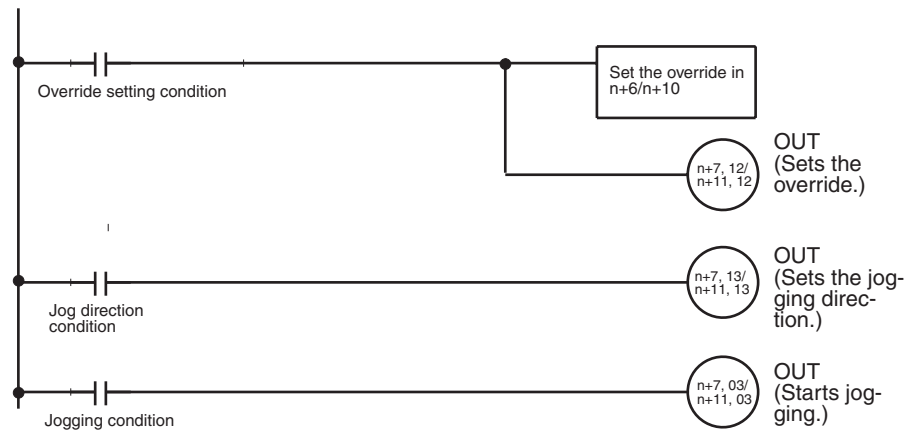 Set the override in
n+6/n+10
Override setting condition
n+7, 12/
n+11, 12
OUT
(Sets the
override.)
Jog direction
condition
n+7, 13/
n+11, 13
OUT
(Sets the jog-
ging direc-
tion.)
Jogging condition
n+7, 03/
n+11, 03
OUT
(Starts jog-
ging.)